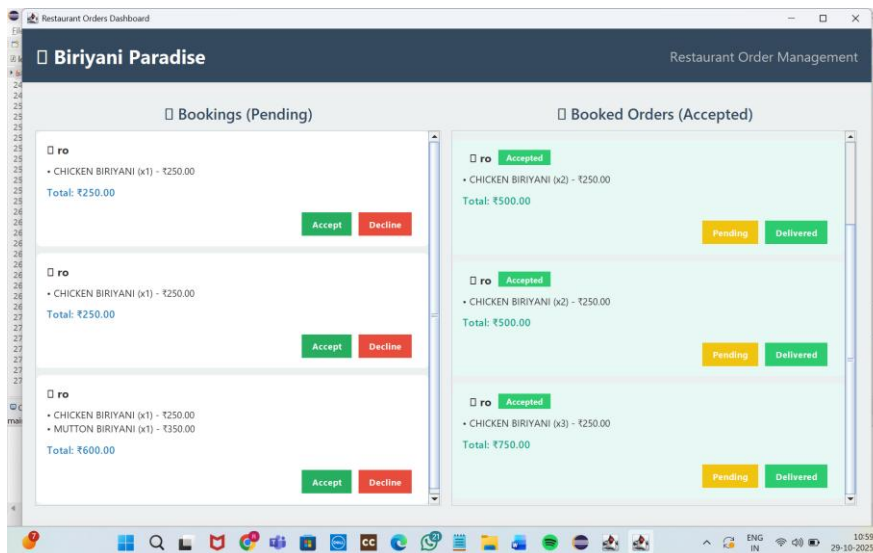 Restaurant Orders Dashboard
Biriyani Paradise
Restaurant Order Management
Bookings (Pending)
ro
• CHICKEN BIRIYANI (x1) - ₹250.00
Total: ₹250.00
Accept Decline
ro
• CHICKEN BIRIYANI (x1) - ₹250.00
Total: ₹250.00
Accept Decline
ro
• CHICKEN BIRIYANI (x1) - ₹250.00
• MUTTON BIRIYANI (x1) - ₹350.00
Total: ₹600.00
Accept Decline
Booked Orders (Accepted)
ro Accepted
• CHICKEN BIRIYANI (x2) - ₹250.00
Total: ₹500.00
Pending Delivered
ro Accepted
• CHICKEN BIRIYANI (x2) - ₹250.00
Total: ₹500.00
Pending Delivered
ro Accepted
• CHICKEN BIRIYANI (x3) - ₹250.00
Total: ₹750.00
Pending Delivered
ENG
IN
10:59
29-10-2025